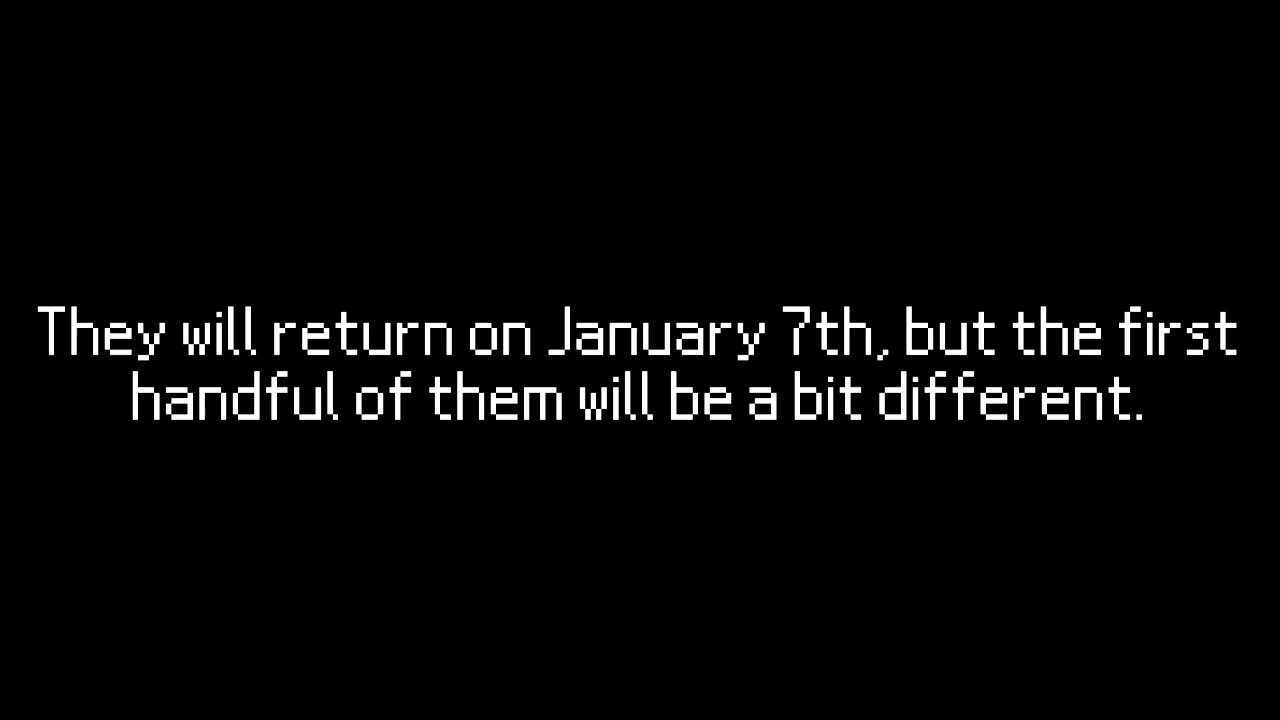 They will return on January 7th, but the first
handful of them will be a bit different.